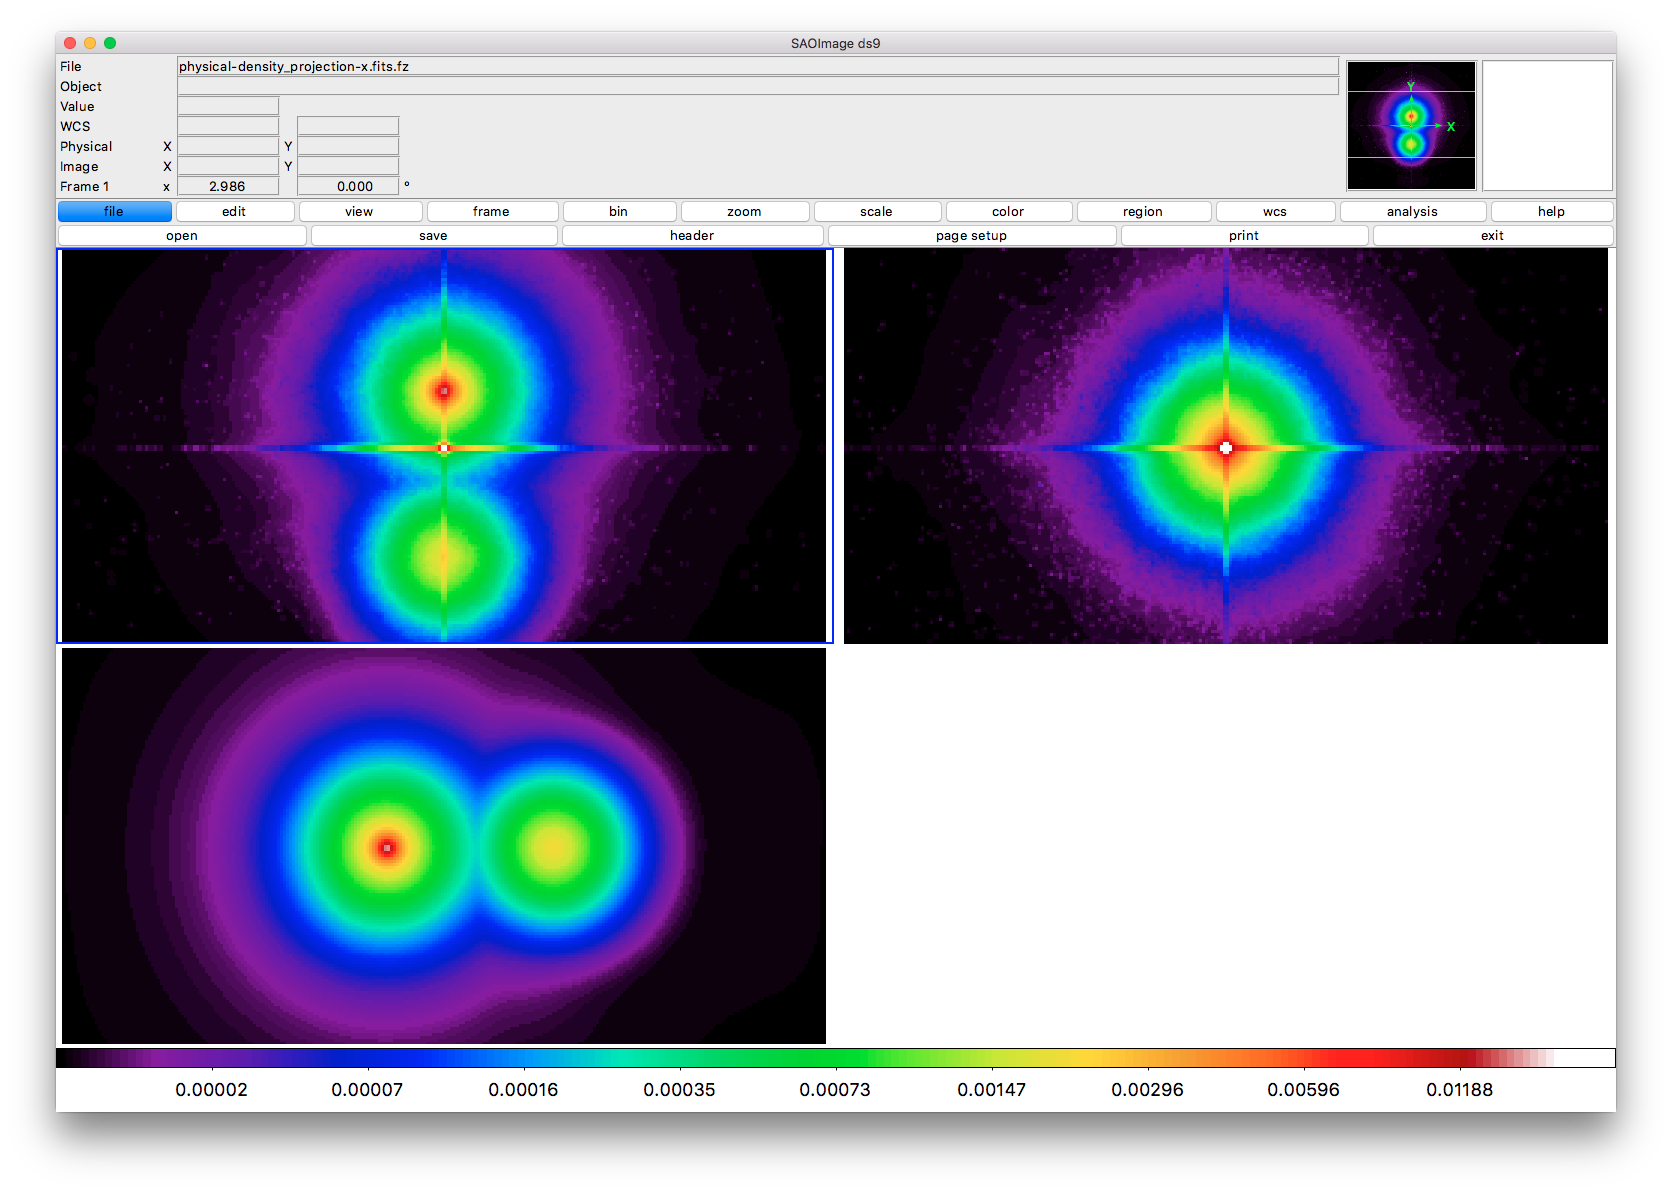 SAOImage ds9
File physical-density_projection-x.fits.fz
Object
Value
WCS
Physical X Y
Image X Y
Frame 1 x 2.986 0.000 °
Y
X
file edit view frame bin zoom scale color region wcs analysis help
open save header page setup print exit
0.00002 0.00007 0.00016 0.00035 0.00073 0.00147 0.00296 0.00596 0.01188